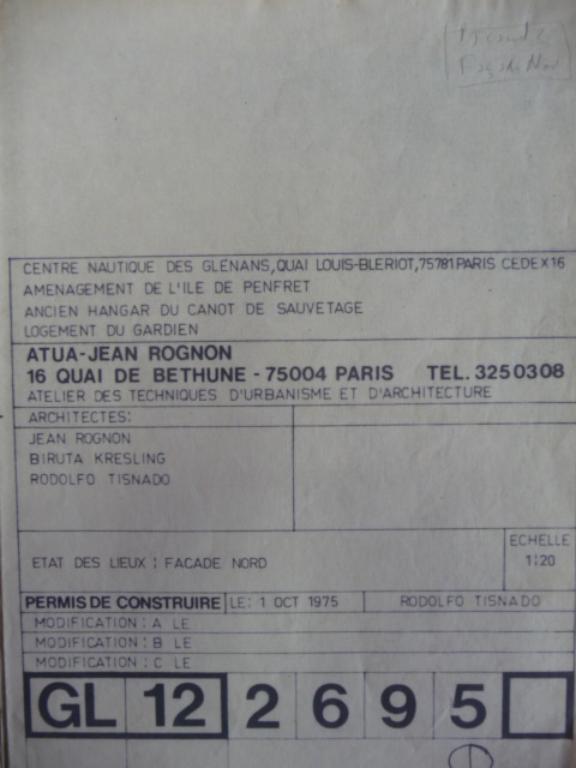 CENTRE NAUTIQUE DES GLENANS, QUAI LOUIS-BLERIOT, 75781 PARIS CEDEX 16
AMENAGEMENT DE L'ILE DE PENFRET
ANCIEN HANGAR DU CANOT DE SAUVETAGE
LOGEMENT DU GARDIEN
ATUA-JEAN ROGNON
16 QUAI DE BETHUNE - 75004 PARIS TEL. 3250308
ATELIER DES TECHNIQUES D'URBANISME ET D'ARCHITECTURE
ARCHITECTES:
JEAN ROGNON
BIRUTA KRESLING
RODOLFO TISNADO
ECHELLE
ETAT DES LIEUX : FACADE NORD 1:20
PERMIS DE CONSTRUIRE LE: 1 OCT 1975 RODOLFO TISNADO
MODIFICATION : A LE
MODIFICATION : B LE
MODIFICATION : C LE
GL 12 2 6 9 5